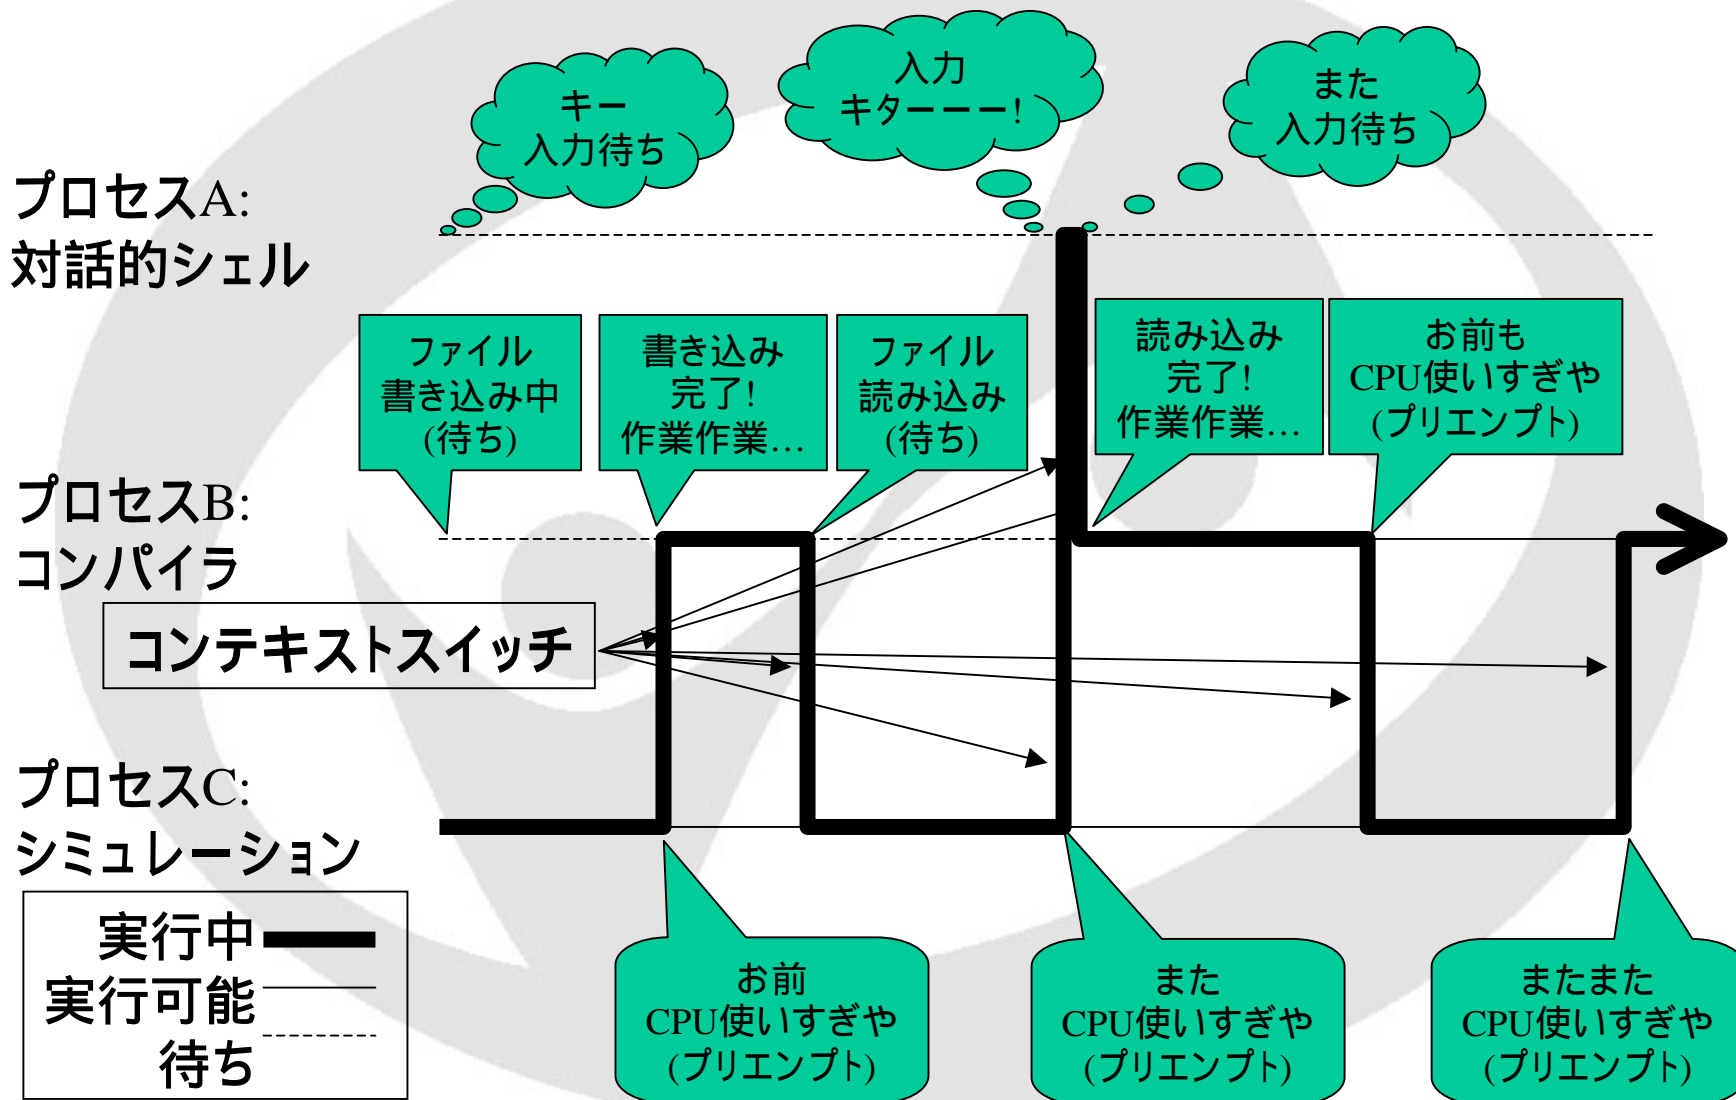 キー
入力待ち
入力
キターーー!
また
入力待ち
プロセスA:
対話的シェル
ファイル
書き込み中
(待ち)
書き込み
完了!
作業作業…
ファイル
読み込み
(待ち)
読み込み
完了!
作業作業…
お前も
CPU使いすぎや
(プリエンプト)
プロセスB:
コンパイラ
コンテキストスイッチ
プロセスC:
シミュレーション
実行中
実行可能
待ち
お前
CPU使いすぎや
(プリエンプト)
また
CPU使いすぎや
(プリエンプト)
またまた
CPU使いすぎや
(プリエンプト)